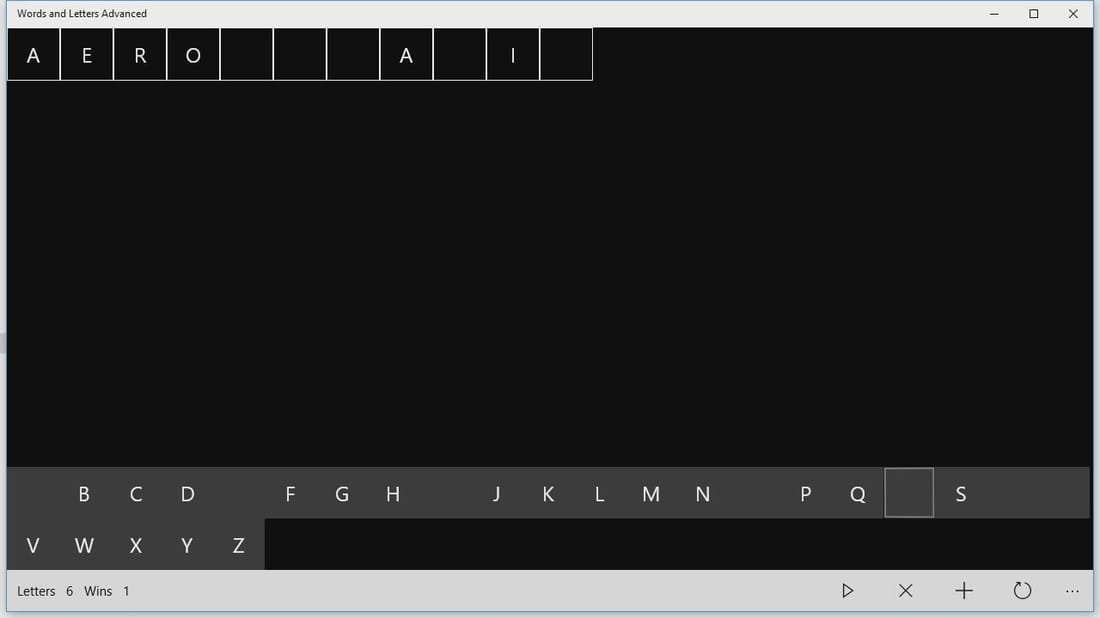 Words and Letters Advanced
A E R O A I
B C D F G H J K L M N P Q S
V W X Y Z
Letters 6 Wins 1